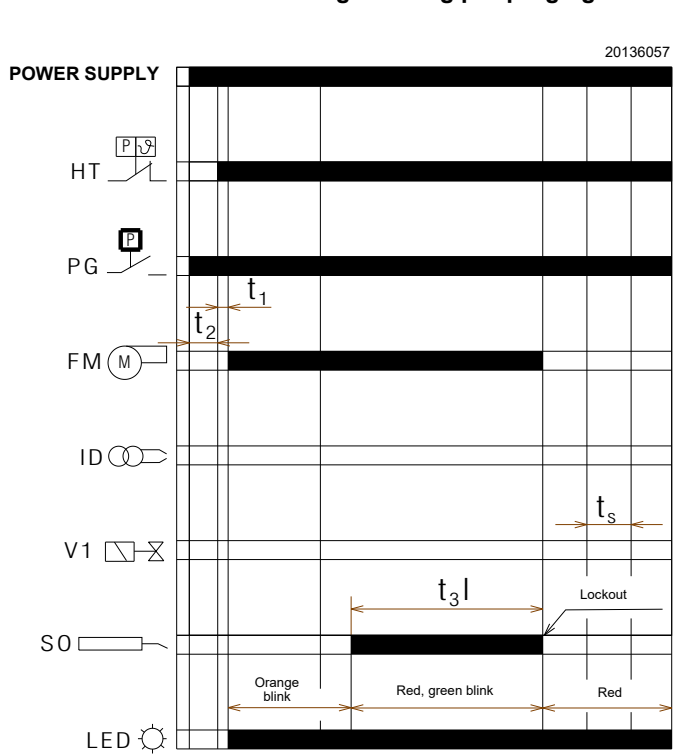 20136057
POWER SUPPLY
P ϑ
HT
P
PG
t1
t2
FM M
ID
ts
V1
t3l
Lockout
SO
Orange
blink
Red, green blink
Red
LED